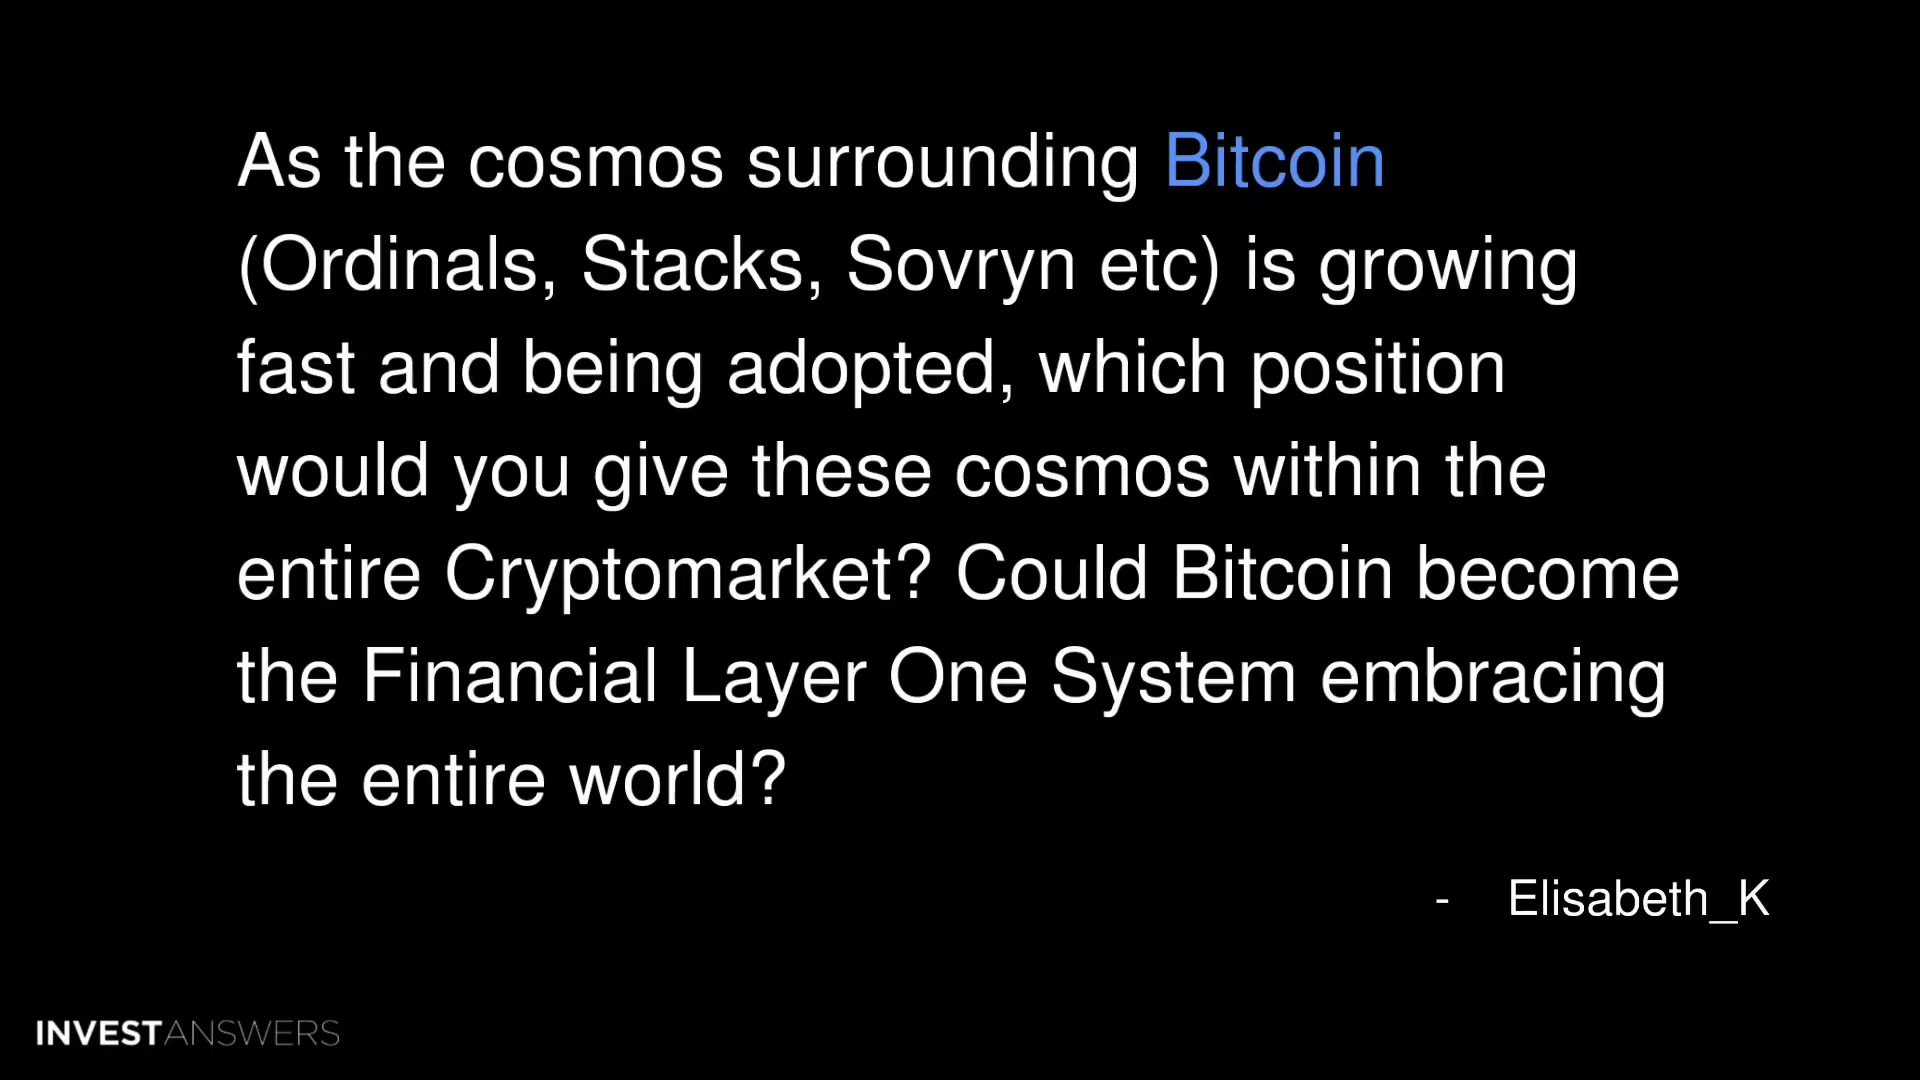 As the cosmos surrounding Bitcoin
(Ordinals, Stacks, Sovryn etc) is growing
fast and being adopted, which position
would you give these cosmos within the
entire Cryptomarket? Could Bitcoin become
the Financial Layer One System embracing
the entire world?
- Elisabeth_K
INVESTANSWERS